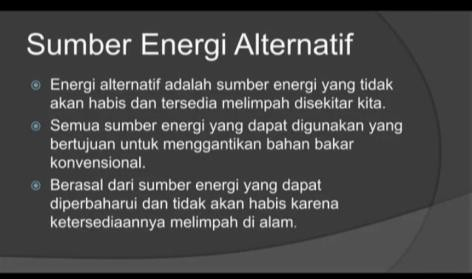 Sumber Energi Alternatif
Energi alternatif adalah sumber energi yang tidak
akan habis dan tersedia melimpah disekitar kita.
Semua sumber energi yang dapat digunakan yang
bertujuan untuk menggantikan bahan bakar
konvensional.
Berasal dari sumber energi yang dapat
diperbaharui dan tidak akan habis karena
ketersediaannya melimpah di alam.